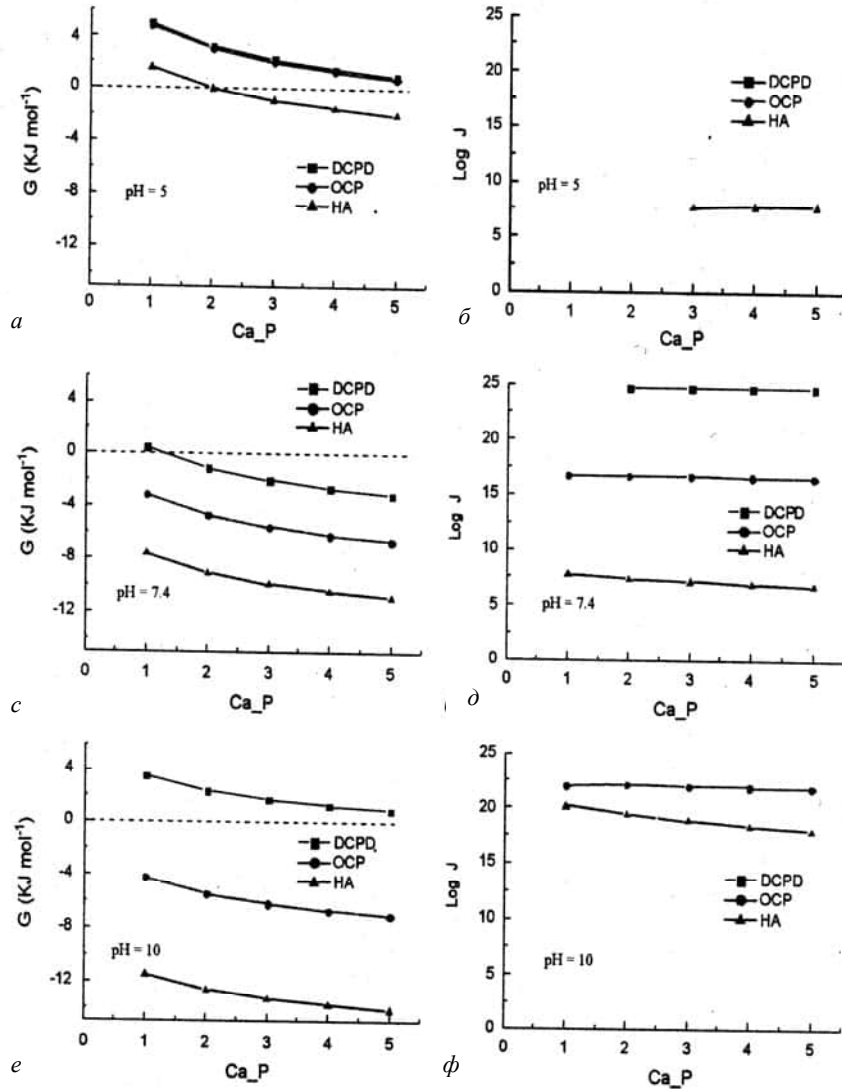 4
0
-4
-8
-12
G (KJ mol⁻¹)
DCPD
OCP
HA
pH = 5
0 1 2 3 4 5
Ca_P
а
25
20
15
10
5
0
Log J
DCPD
OCP
HA
pH = 5
0 1 2 3 4 5
Ca_P
б
4
0
-4
-8
-12
G (KJ mol⁻¹)
DCPD
OCP
HA
pH = 7.4
0 1 2 3 4 5
Ca_P
с
25
20
15
10
5
0
Log J
DCPD
OCP
HA
pH = 7.4
0 1 2 3 4 5
Ca_P
д
4
0
-4
-8
-12
G (KJ mol⁻¹)
DCPD
OCP
HA
pH = 10
0 1 2 3 4 5
Ca_P
е
25
20
15
10
5
0
Log J
DCPD
OCP
HA
pH = 10
0 1 2 3 4 5
Ca_P
ф